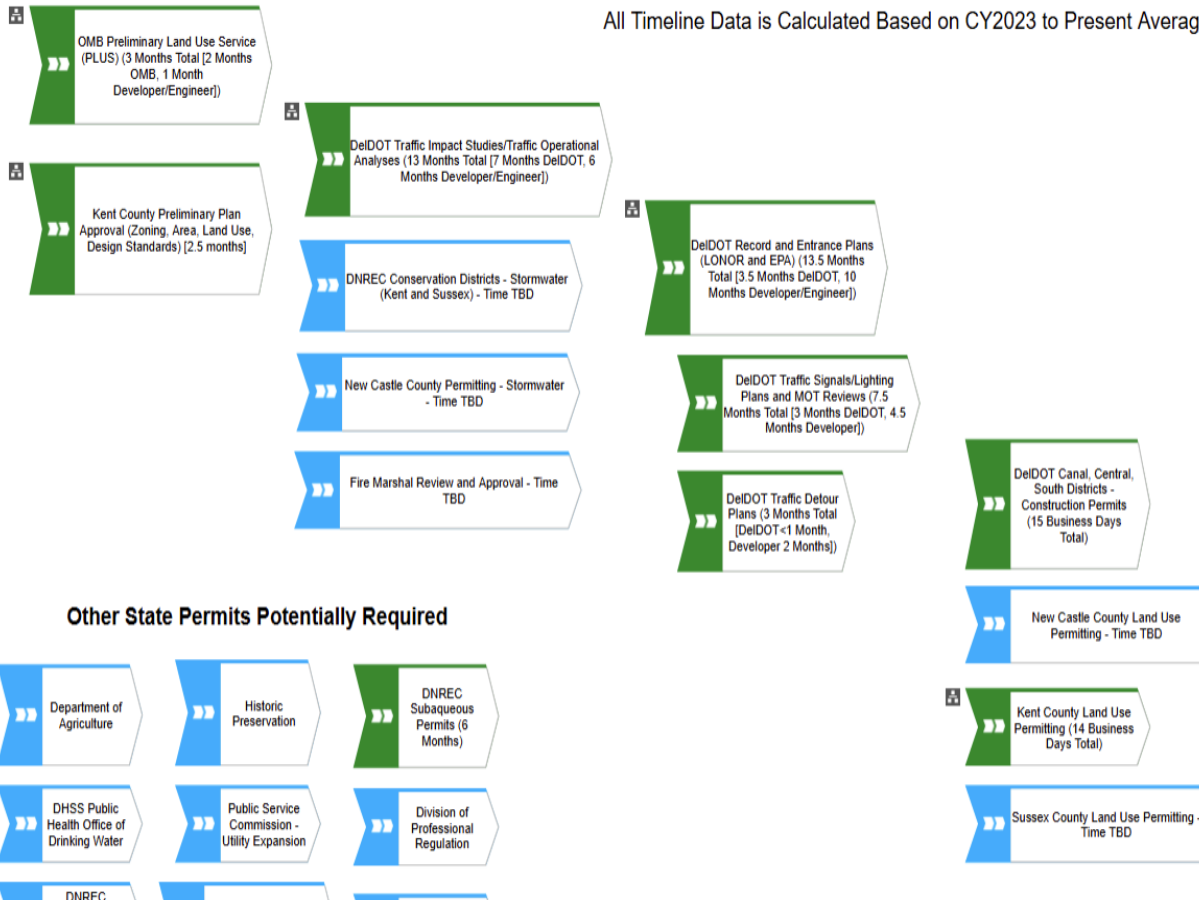 All Timeline Data is Calculated Based on CY2023 to Present
OMB Preliminary Land Use Service
(PLUS) (3 Months Total [2 Months
OMB, 1 Month
Developer/Engineer])
Kent County Preliminary Plan
Approval (Zoning, Area, Land Use,
Design Standards) [2.5 months]
DelDOT Traffic Impact Studies/Traffic Operational
Analyses (13 Months Total [7 Months DelDOT, 6
Months Developer/Engineer])
DNREC Conservation Districts - Stormwater
(Kent and Sussex) - Time TBD
New Castle County Permitting - Stormwater
- Time TBD
Fire Marshal Review and Approval - Time
TBD
DelDOT Record and Entrance Plans
(LONOR and EPA) (13.5 Months
Total [3.5 Months DelDOT, 10
Months Developer/Engineer])
DelDOT Traffic Signals/Lighting
Plans and MOT Reviews (7.5
Months Total [3 Months DelDOT, 4.5
Months Developer])
DelDOT Traffic Detour
Plans (3 Months Total
[DelDOT<1 Month,
Developer 2 Months])
DelDOT Canal, Central,
South Districts -
Construction Permits
(15 Business Days
Total)
New Castle County Land Use
Permitting - Time TBD
Kent County Land Use
Permitting (14 Business
Days Total)
Sussex County Land Use Permitting -
Time TBD
Other State Permits Potentially Required
Department of
Agriculture
Historic
Preservation
DNREC
Subaqueous
Permits (6
Months)
DHSS Public
Health Office of
Drinking Water
Public Service
Commission -
Utility Expansion
Division of
Professional
Regulation
DNREC